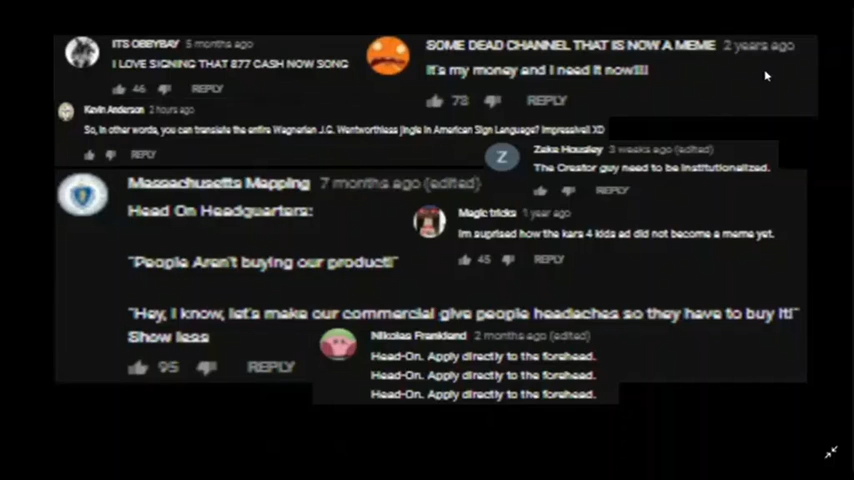 ITS OBBYBAY 5 months ago
I LOVE SIGNING THAT 877 CASH NOW SONG
46 REPLY
SOME DEAD CHANNEL THAT IS NOW A MEME 2 years ago
It's my money and I need it now!!!!
73 REPLY
Kevin Anderson 2 hours ago
So, in other words, you can translate the entire Wagnerian J.G. Wentworthless jingle in American Sign Language? Impressive!! XD
REPLY
Z
Zeke Housley 3 weeks ago (edited)
The Creator guy need to be institutionalized.
REPLY
Massachusetts Mapping 7 months ago (edited)
Head On Headquarters:
"People Aren't buying our product!"
"Hey, I know, let's make our commercial give people headaches so they have to buy it!"
Show less
95 REPLY
Magic tricks 1 year ago
Im suprised how the kars 4 kids ad did not become a meme yet.
45 REPLY
Nikolas Frankland 2 months ago (edited)
Head-On. Apply directly to the forehead.
Head-On. Apply directly to the forehead.
Head-On. Apply directly to the forehead.